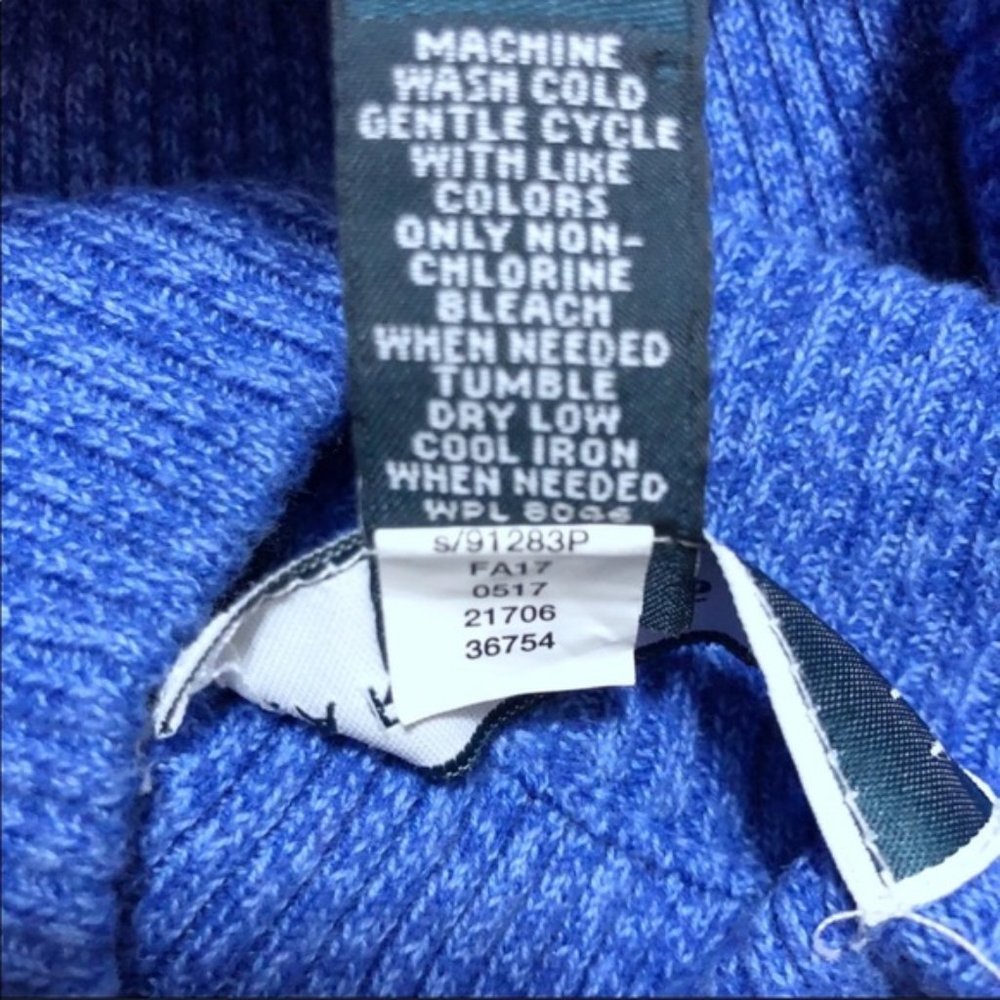 MACHINE
WASH COLD
GENTLE CYCLE
WITH LIKE
COLORS
ONLY NON-
CHLORINE
BLEACH
WHEN NEEDED
TUMBLE
DRY LOW
COOL IRON
WHEN NEEDED
WPL
s/91283P
FA17
0517
21706
36754